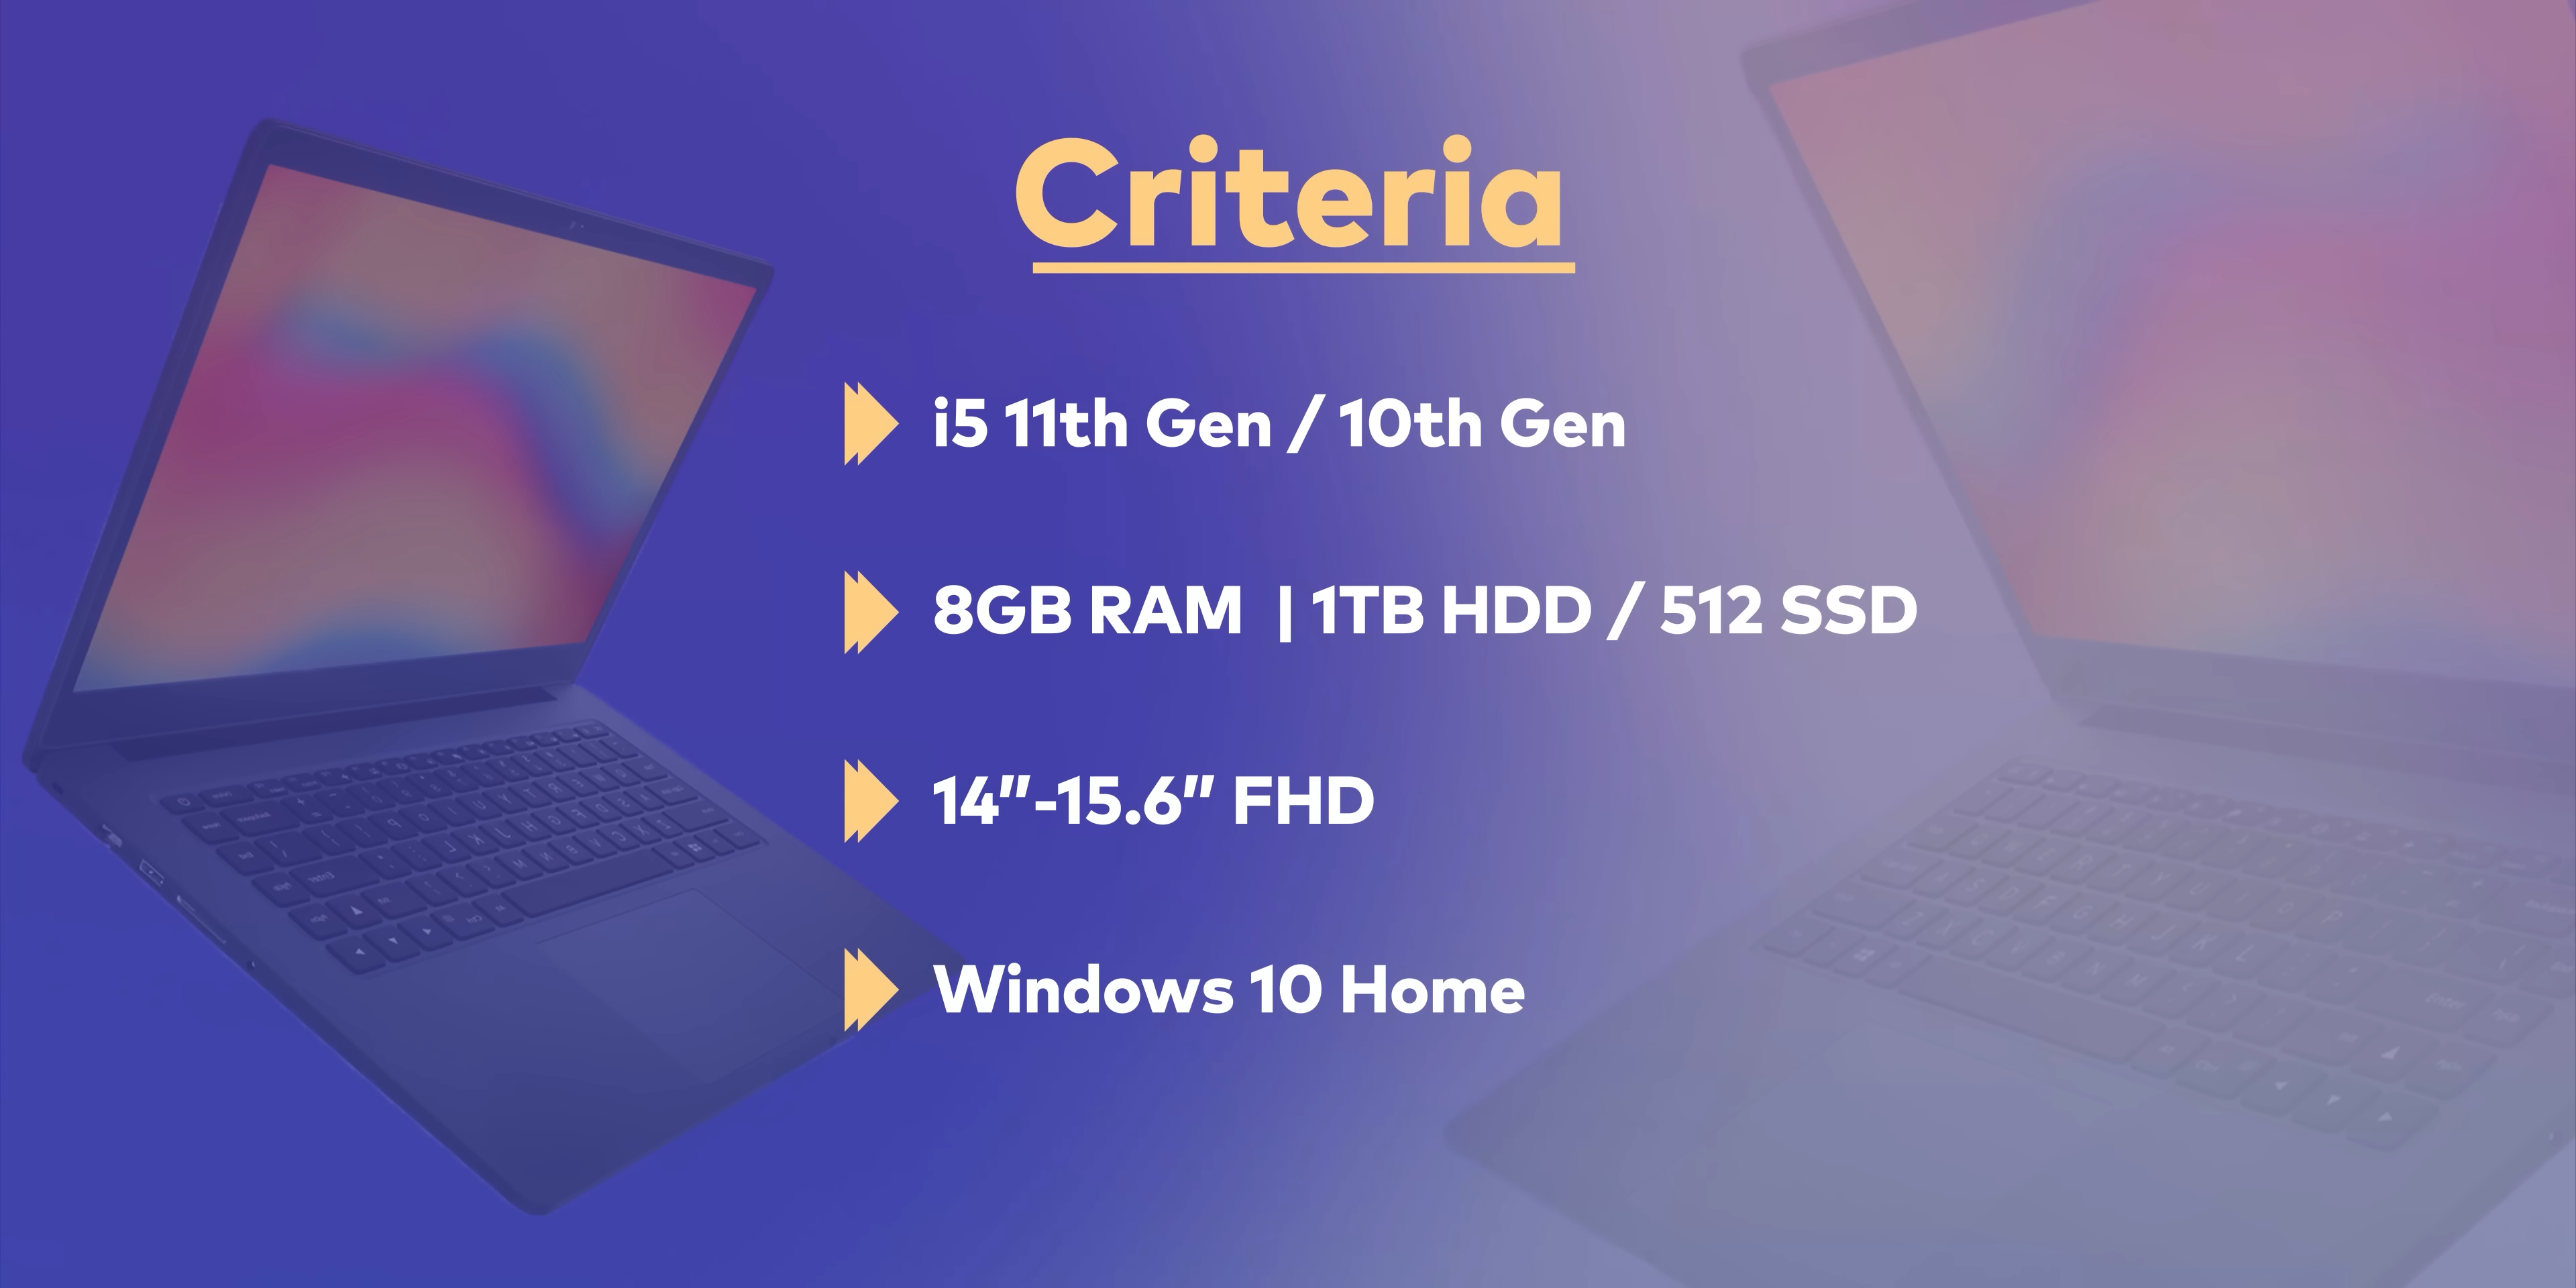 Criteria
i5 11th Gen / 10th Gen
8GB RAM | 1TB HDD / 512 SSD
14"-15.6" FHD
Windows 10 Home